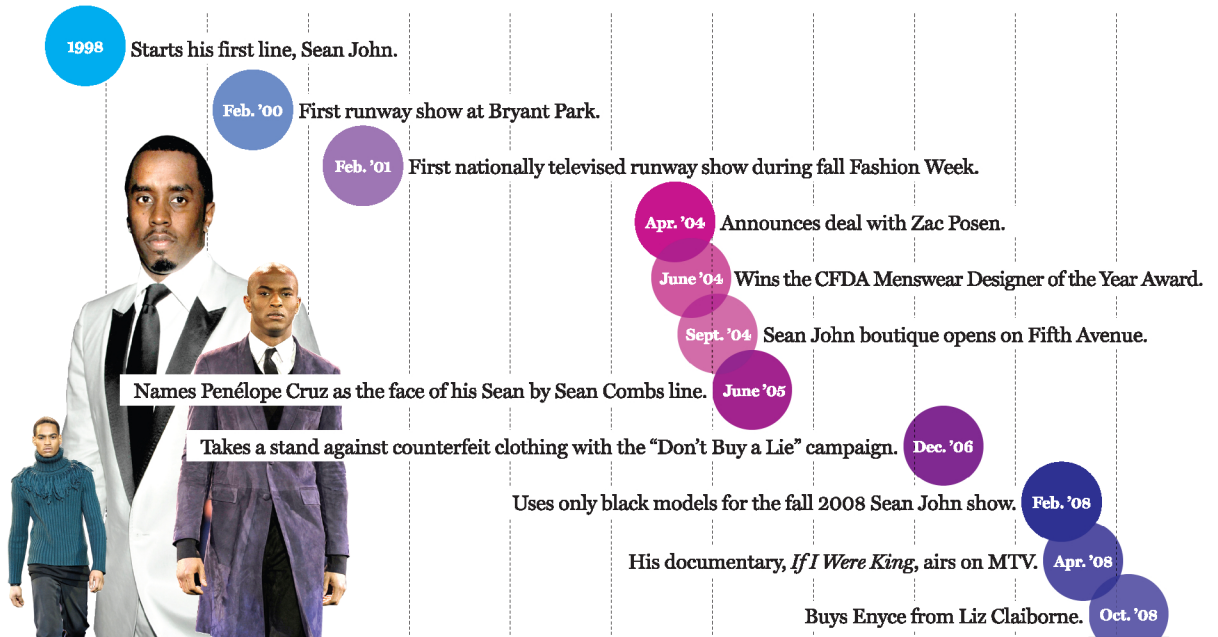 1998 Starts his first line, Sean John.
Feb. ’00 First runway show at Bryant Park.
Feb. ’01 First nationally televised runway show during fall Fashion Week.
Apr. ’04 Announces deal with Zac Posen.
June ’04 Wins the CFDA Menswear Designer of the Year Award.
Sept. ’04 Sean John boutique opens on Fifth Avenue.
Names Penélope Cruz as the face of his Sean by Sean Combs line. June ’05
Takes a stand against counterfeit clothing with the “Don’t Buy a Lie” campaign. Dec. ’06
Uses only black models for the fall 2008 Sean John show. Feb. ’08
His documentary, If I Were King, airs on MTV. Apr. ’08
Buys Enyce from Liz Claiborne. Oct. ’08